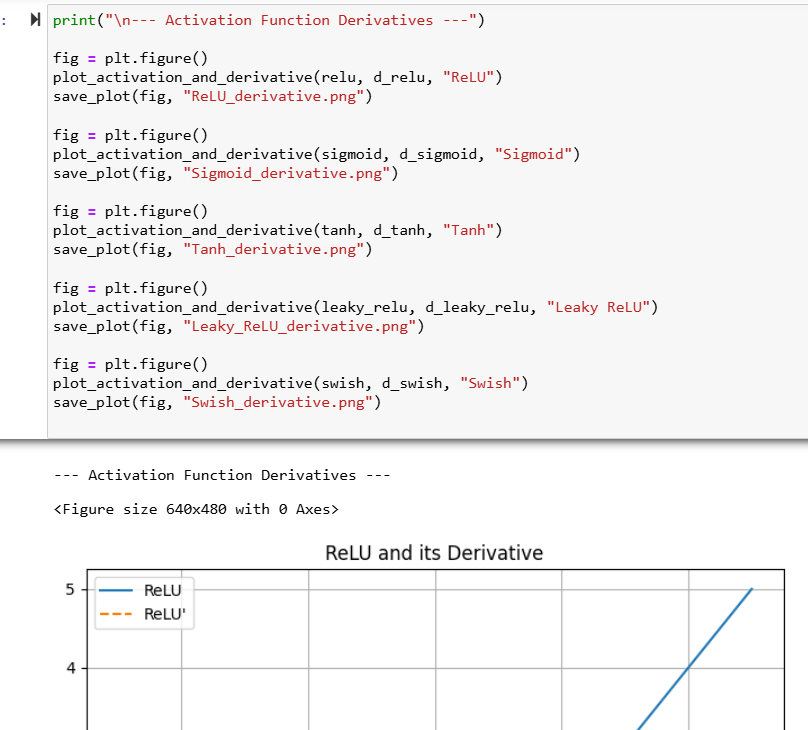 :
print("\n--- Activation Function Derivatives ---")
fig = plt.figure()
plot_activation_and_derivative(relu, d_relu, "ReLU")
save_plot(fig, "ReLU_derivative.png")
fig = plt.figure()
plot_activation_and_derivative(sigmoid, d_sigmoid, "Sigmoid")
save_plot(fig, "Sigmoid_derivative.png")
fig = plt.figure()
plot_activation_and_derivative(tanh, d_tanh, "Tanh")
save_plot(fig, "Tanh_derivative.png")
fig = plt.figure()
plot_activation_and_derivative(leaky_relu, d_leaky_relu, "Leaky ReLU")
save_plot(fig, "Leaky_ReLU_derivative.png")
fig = plt.figure()
plot_activation_and_derivative(swish, d_swish, "Swish")
save_plot(fig, "Swish_derivative.png")
--- Activation Function Derivatives ---
<Figure size 640x480 with 0 Axes>
ReLU and its Derivative
5
ReLU
ReLU'
4